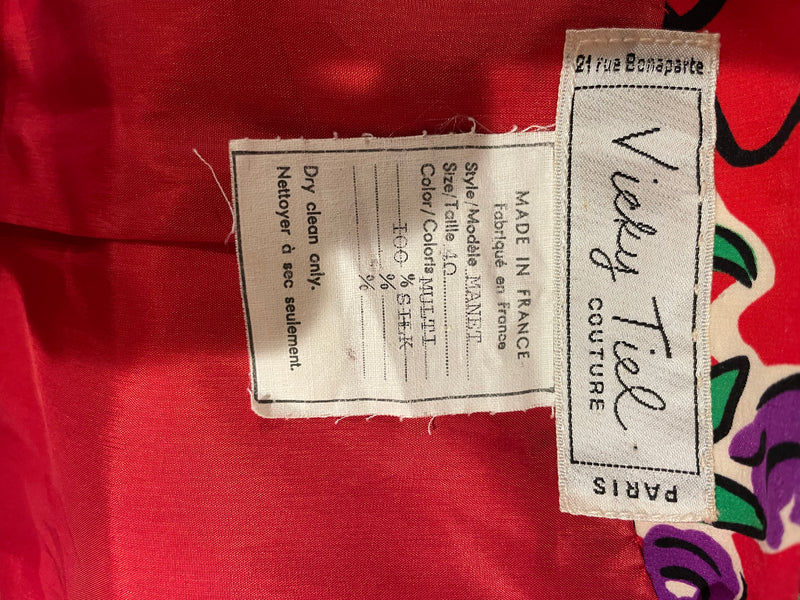 21 rue Bonaparte
Vicky Tiel
COUTURE
PARIS
MADE IN FRANCE
Fabriqué en France
Style/Modèle MANET
Size/Taille 40
Color/Coloris MULTI
100 % SILK
%
%
Dry clean only.
Nettoyer à sec seulement.